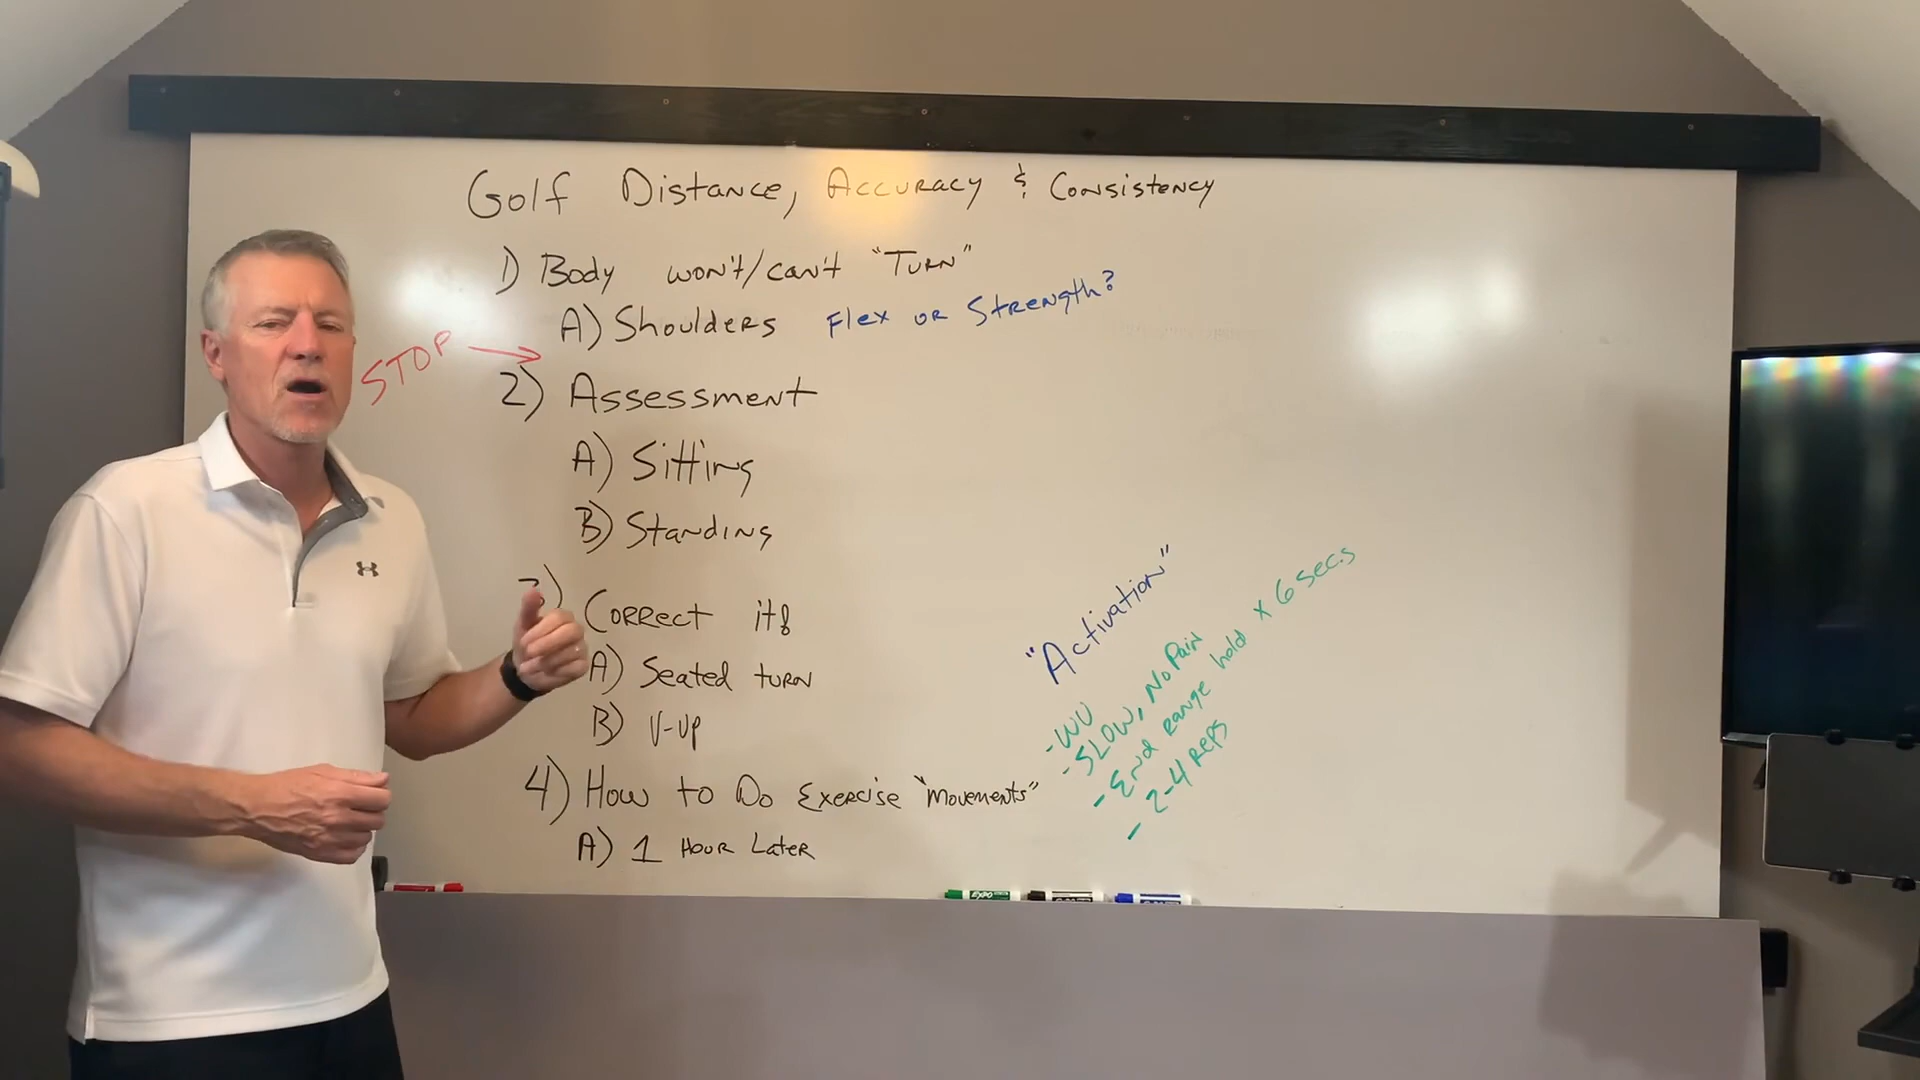 Golf Distance, Accuracy & Consistency
1) Body won't/can't "Turn"
A) Shoulders Flex or Strength?
STOP →
2) Assessment
A) Sitting
B) Standing
3) Correct it!
A) Seated turn
B) V-up
4) How to Do Exercise "Movements"
A) 1 Hour Later
"Activation"
- WU
- SLOW, No Pain
- End range hold x 6 secs
- 2-4 reps
EXPO